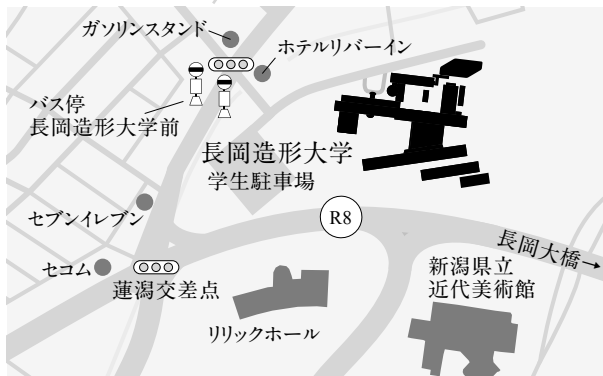 ガソリンスタンド
ホテルリバーイン
バス停
長岡造形大学前
長岡造形大学
学生駐車場
セブンイレブン
R8
長岡大橋→
セコム
蓮潟交差点
新潟県立
近代美術館
リリックホール